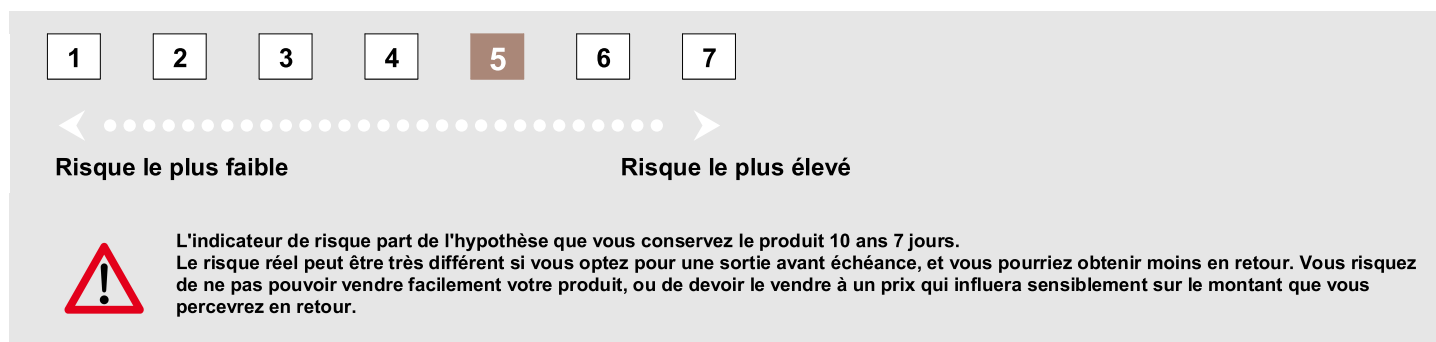 1 2 3 4 5 6 7
Risque le plus faible Risque le plus élevé
L'indicateur de risque part de l'hypothèse que vous conservez le produit 10 ans 7 jours.
Le risque réel peut être très différent si vous optez pour une sortie avant échéance, et vous pourriez obtenir moins en retour. Vous risquez
de ne pas pouvoir vendre facilement votre produit, ou de devoir le vendre à un prix qui influera sensiblement sur le montant que vous
percevrez en retour.